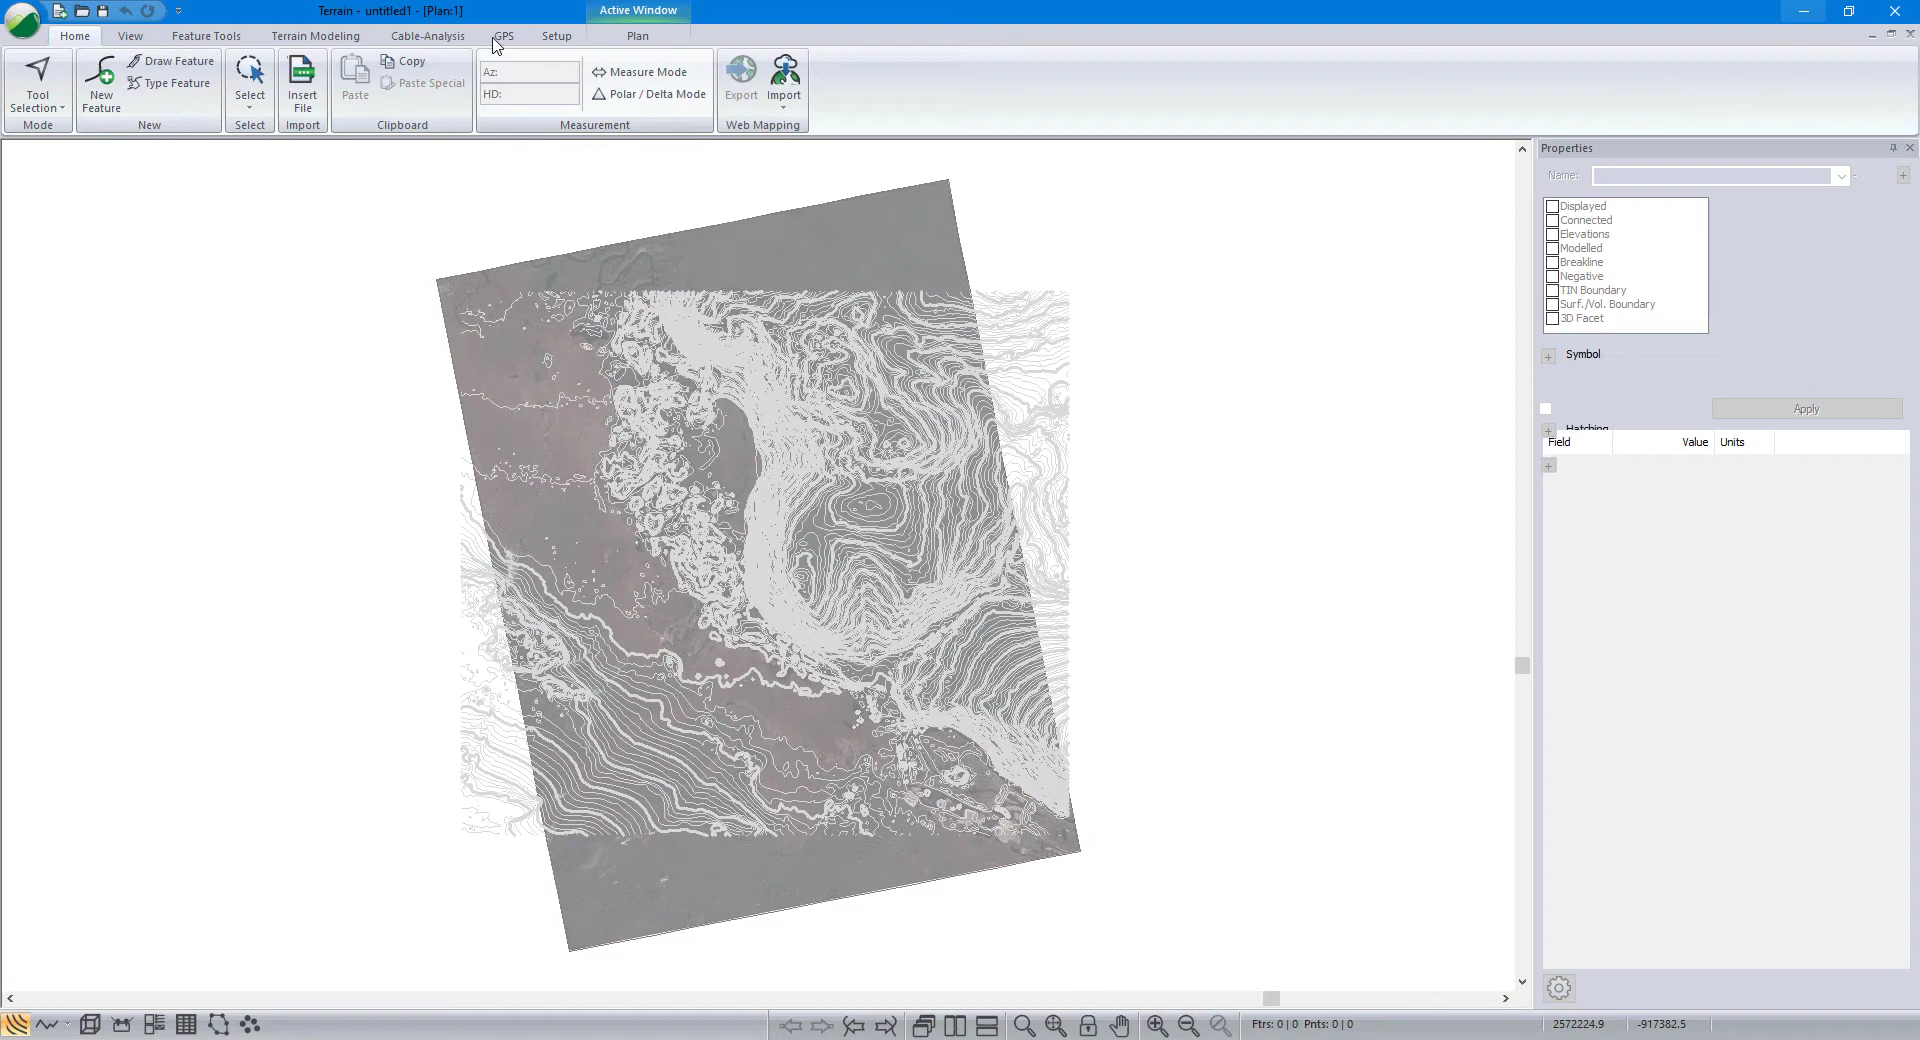 Terrain - untitled1 - [Plan:1]
Active Window
Home
View
Feature Tools
Terrain Modeling
Cable-Analysis
GPS
Setup
Plan
Tool
Selection
Mode
New
Feature
Draw Feature
Type Feature
New
Select
Select
Insert
File
Import
Paste
Copy
Paste Special
Clipboard
Az:
HD:
Measure Mode
Polar / Delta Mode
Measurement
Export
Import
Web Mapping
Properties
Name:
Displayed
Connected
Elevations
Modelled
Breakline
Negative
TIN Boundary
Surf./Vol. Boundary
3D Facet
Symbol
Apply
Hatching
Field
Value
Units
Ftrs: 0 | 0 Pnts: 0 | 0
2572224.9
-917382.5